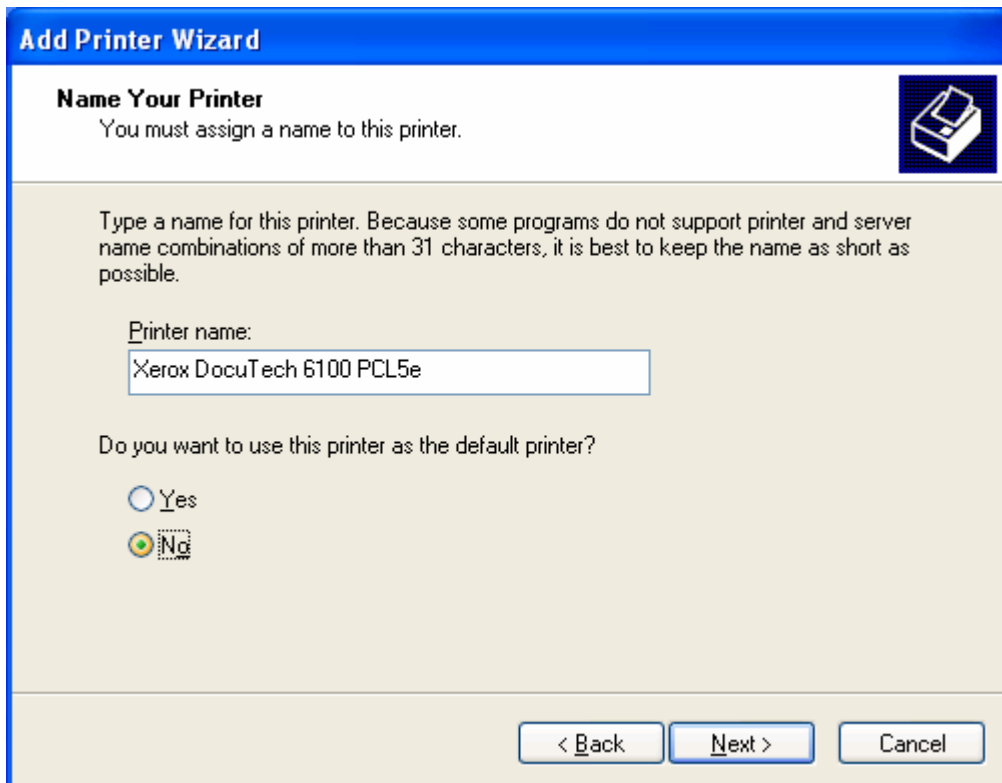 Add Printer Wizard
Name Your Printer
You must assign a name to this printer.
Type a name for this printer. Because some programs do not support printer and server
name combinations of more than 31 characters, it is best to keep the name as short as
possible.
Printer name:
Xerox DocuTech 6100 PCL5e
Do you want to use this printer as the default printer?
Yes
No
< Back Next > Cancel